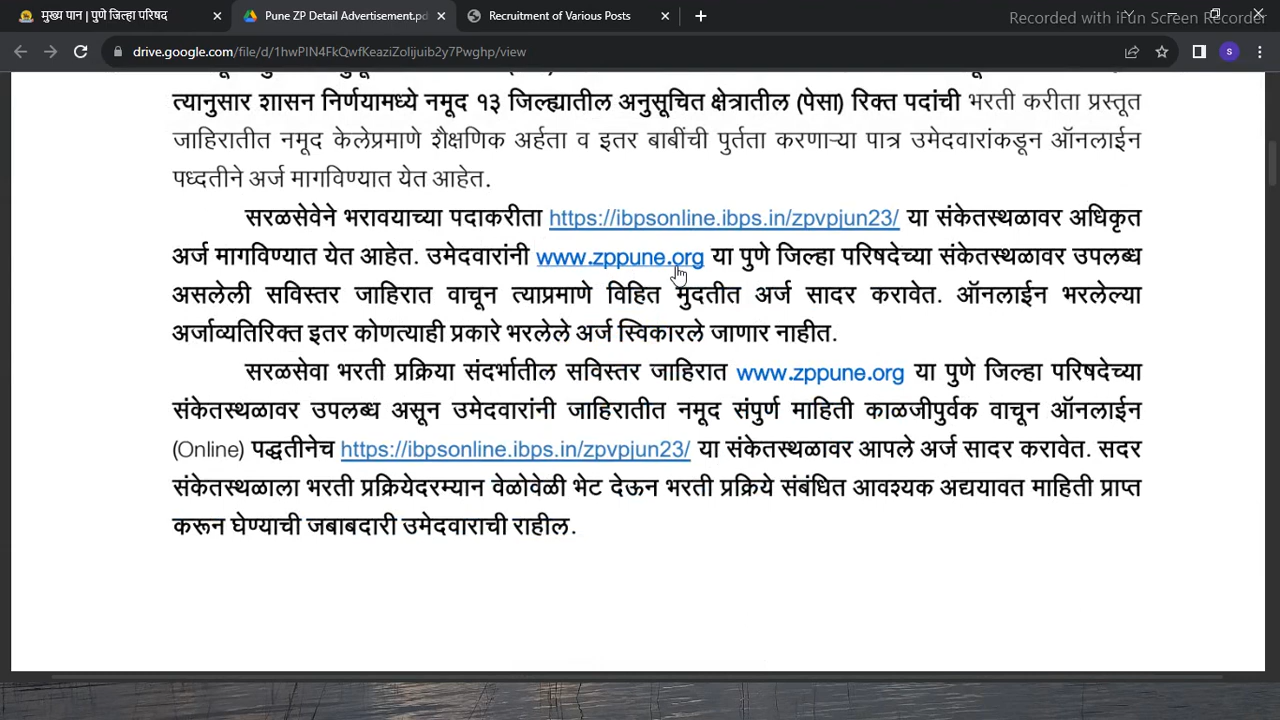 मुख्य पान | पुणे जिल्हा परिषद
Pune ZP Detail Advertisement.pd
Recruitment of Various Posts
Recorded with iFun Screen Recorder
drive.google.com/file/d/1hwPIN4FkQwfKeaziZoIjuib2y7Pwghp/view
S
त्यानुसार शासन निर्णयामध्ये नमूद १३ जिल्ह्यातील अनुसूचित क्षेत्रातील (पेसा) रिक्त पदांची भरती करीता प्रस्तूत
जाहिरातीत नमूद केलेप्रमाणे शैक्षणिक अर्हता व इतर बाबींची पुर्तता करणाऱ्या पात्र उमेदवारांकडून ऑनलाईन
पध्दतीने अर्ज मागविण्यात येत आहेत.
सरळसेवेने भरावयाच्या पदाकरीता https://ibpsonline.ibps.in/zpvpjun23/ या संकेतस्थळावर अधिकृत
अर्ज मागविण्यात येत आहेत. उमेदवारांनी www.zppune.org या पुणे जिल्हा परिषदेच्या संकेतस्थळावर उपलब्ध
असलेली सविस्तर जाहिरात वाचून त्याप्रमाणे विहित मुदतीत अर्ज सादर करावेत. ऑनलाईन भरलेल्या
अर्जाव्यतिरिक्त इतर कोणत्याही प्रकारे भरलेले अर्ज स्विकारले जाणार नाहीत.
सरळसेवा भरती प्रक्रिया संदर्भातील सविस्तर जाहिरात www.zppune.org या पुणे जिल्हा परिषदेच्या
संकेतस्थळावर उपलब्ध असून उमेदवारांनी जाहिरातीत नमूद संपुर्ण माहिती काळजीपुर्वक वाचून ऑनलाईन
(Online) पद्धतीनेच https://ibpsonline.ibps.in/zpvpjun23/ या संकेतस्थळावर आपले अर्ज सादर करावेत. सदर
संकेतस्थळाला भरती प्रक्रियेदरम्यान वेळोवेळी भेट देऊन भरती प्रक्रिये संबंधित आवश्यक अद्ययावत माहिती प्राप्त
करून घेण्याची जबाबदारी उमेदवाराची राहील.